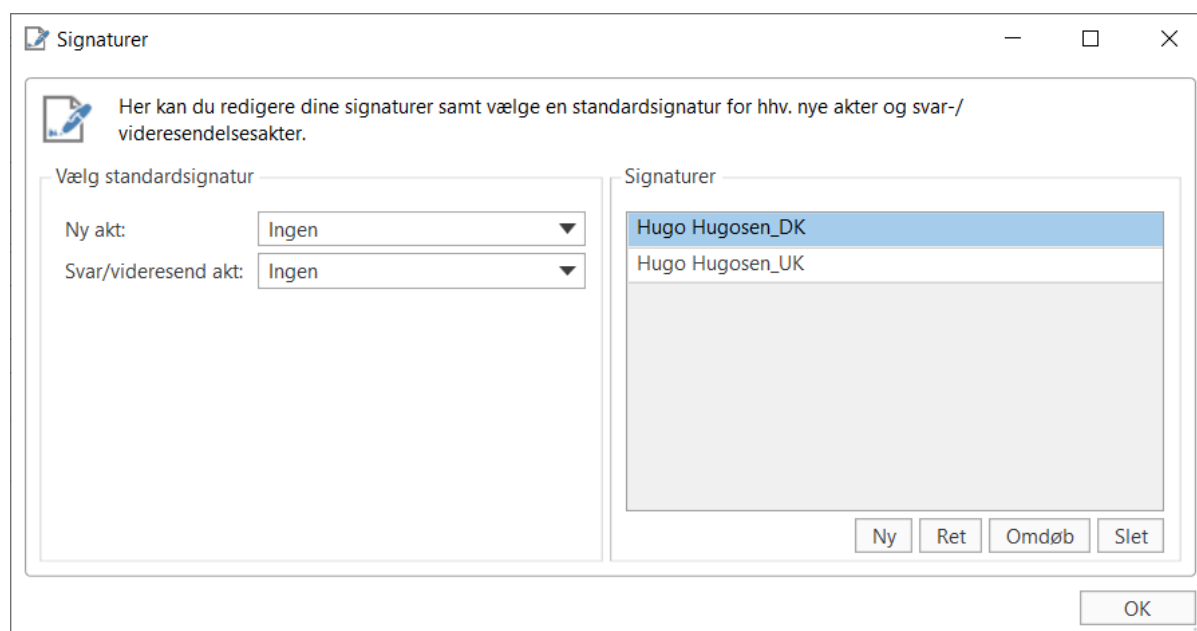 Signaturer
Her kan du redigere dine signaturer samt vælge en standardsignatur for hhv. nye akter og svar-/
videresendelsesakter.
Vælg standardsignatur
Ny akt: Ingen
Svar/videresend akt: Ingen
Signaturer
Hugo Hugosen_DK
Hugo Hugosen_UK
Ny Ret Omdøb Slet
OK